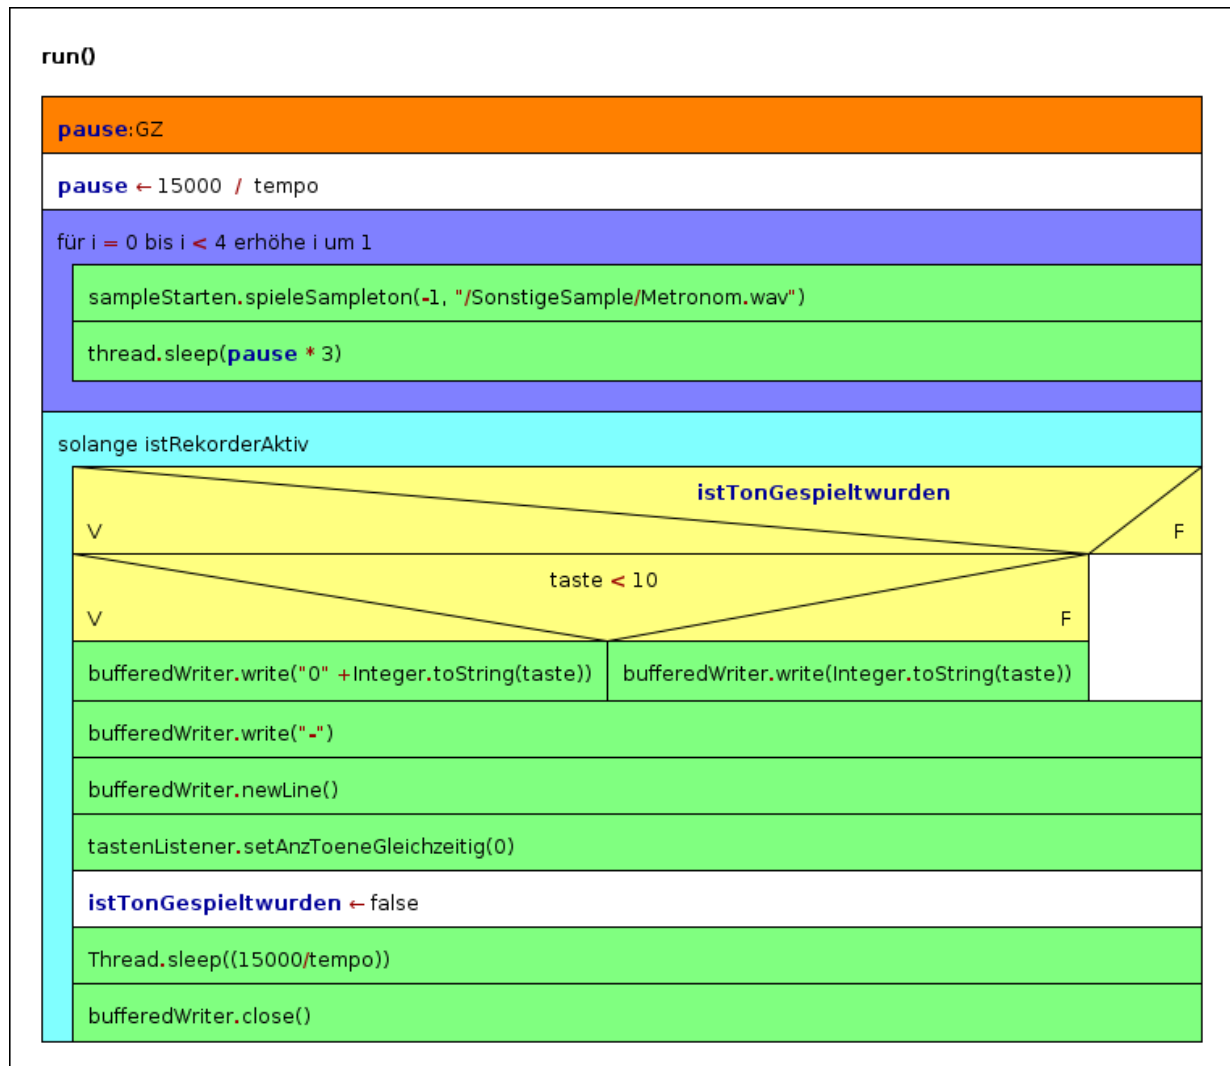 run()
pause:GZ
pause ← 15000 / tempo
für i = 0 bis i < 4 erhöhe i um 1
sampleStarten.spieleSampleton(-1, "/SonstigeSample/Metronom.wav")
thread.sleep(pause * 3)
solange istRekorderAktiv
istTonGespieltwurden
V F
taste < 10
V F
bufferedWriter.write("0" +Integer.toString(taste)) bufferedWriter.write(Integer.toString(taste))
bufferedWriter.write("-")
bufferedWriter.newLine()
tastenListener.setAnzToeneGleichzeitig(0)
istTonGespieltwurden ← false
Thread.sleep((15000/tempo))
bufferedWriter.close()